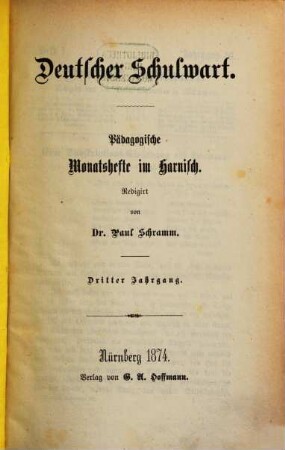 Deutscher Schulwart.
Pädagogische
Monatshefte im Harnisch.
Redigirt
von
Dr. Paul Schramm.
Dritter Jahrgang.
Nürnberg 1874.
Verlag von G. A. Hoffmann.